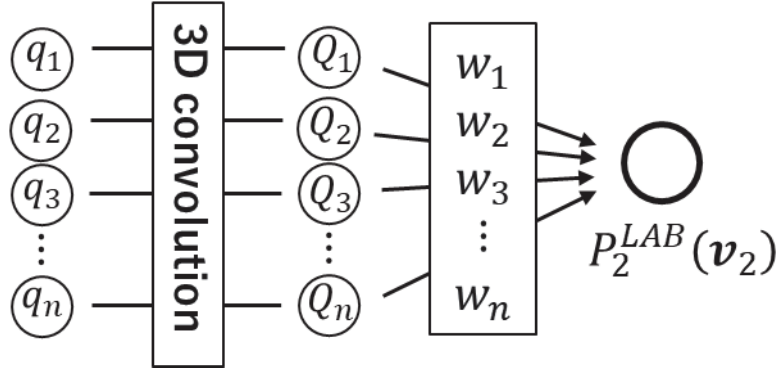 q₁
q₂
q₃
⋮
qₙ
3D convolution
Q₁
Q₂
Q₃
⋮
Qₙ
w₁
w₂
w₃
⋮
wₙ
P₂ᴸᴬᴮ(𝒗₂)